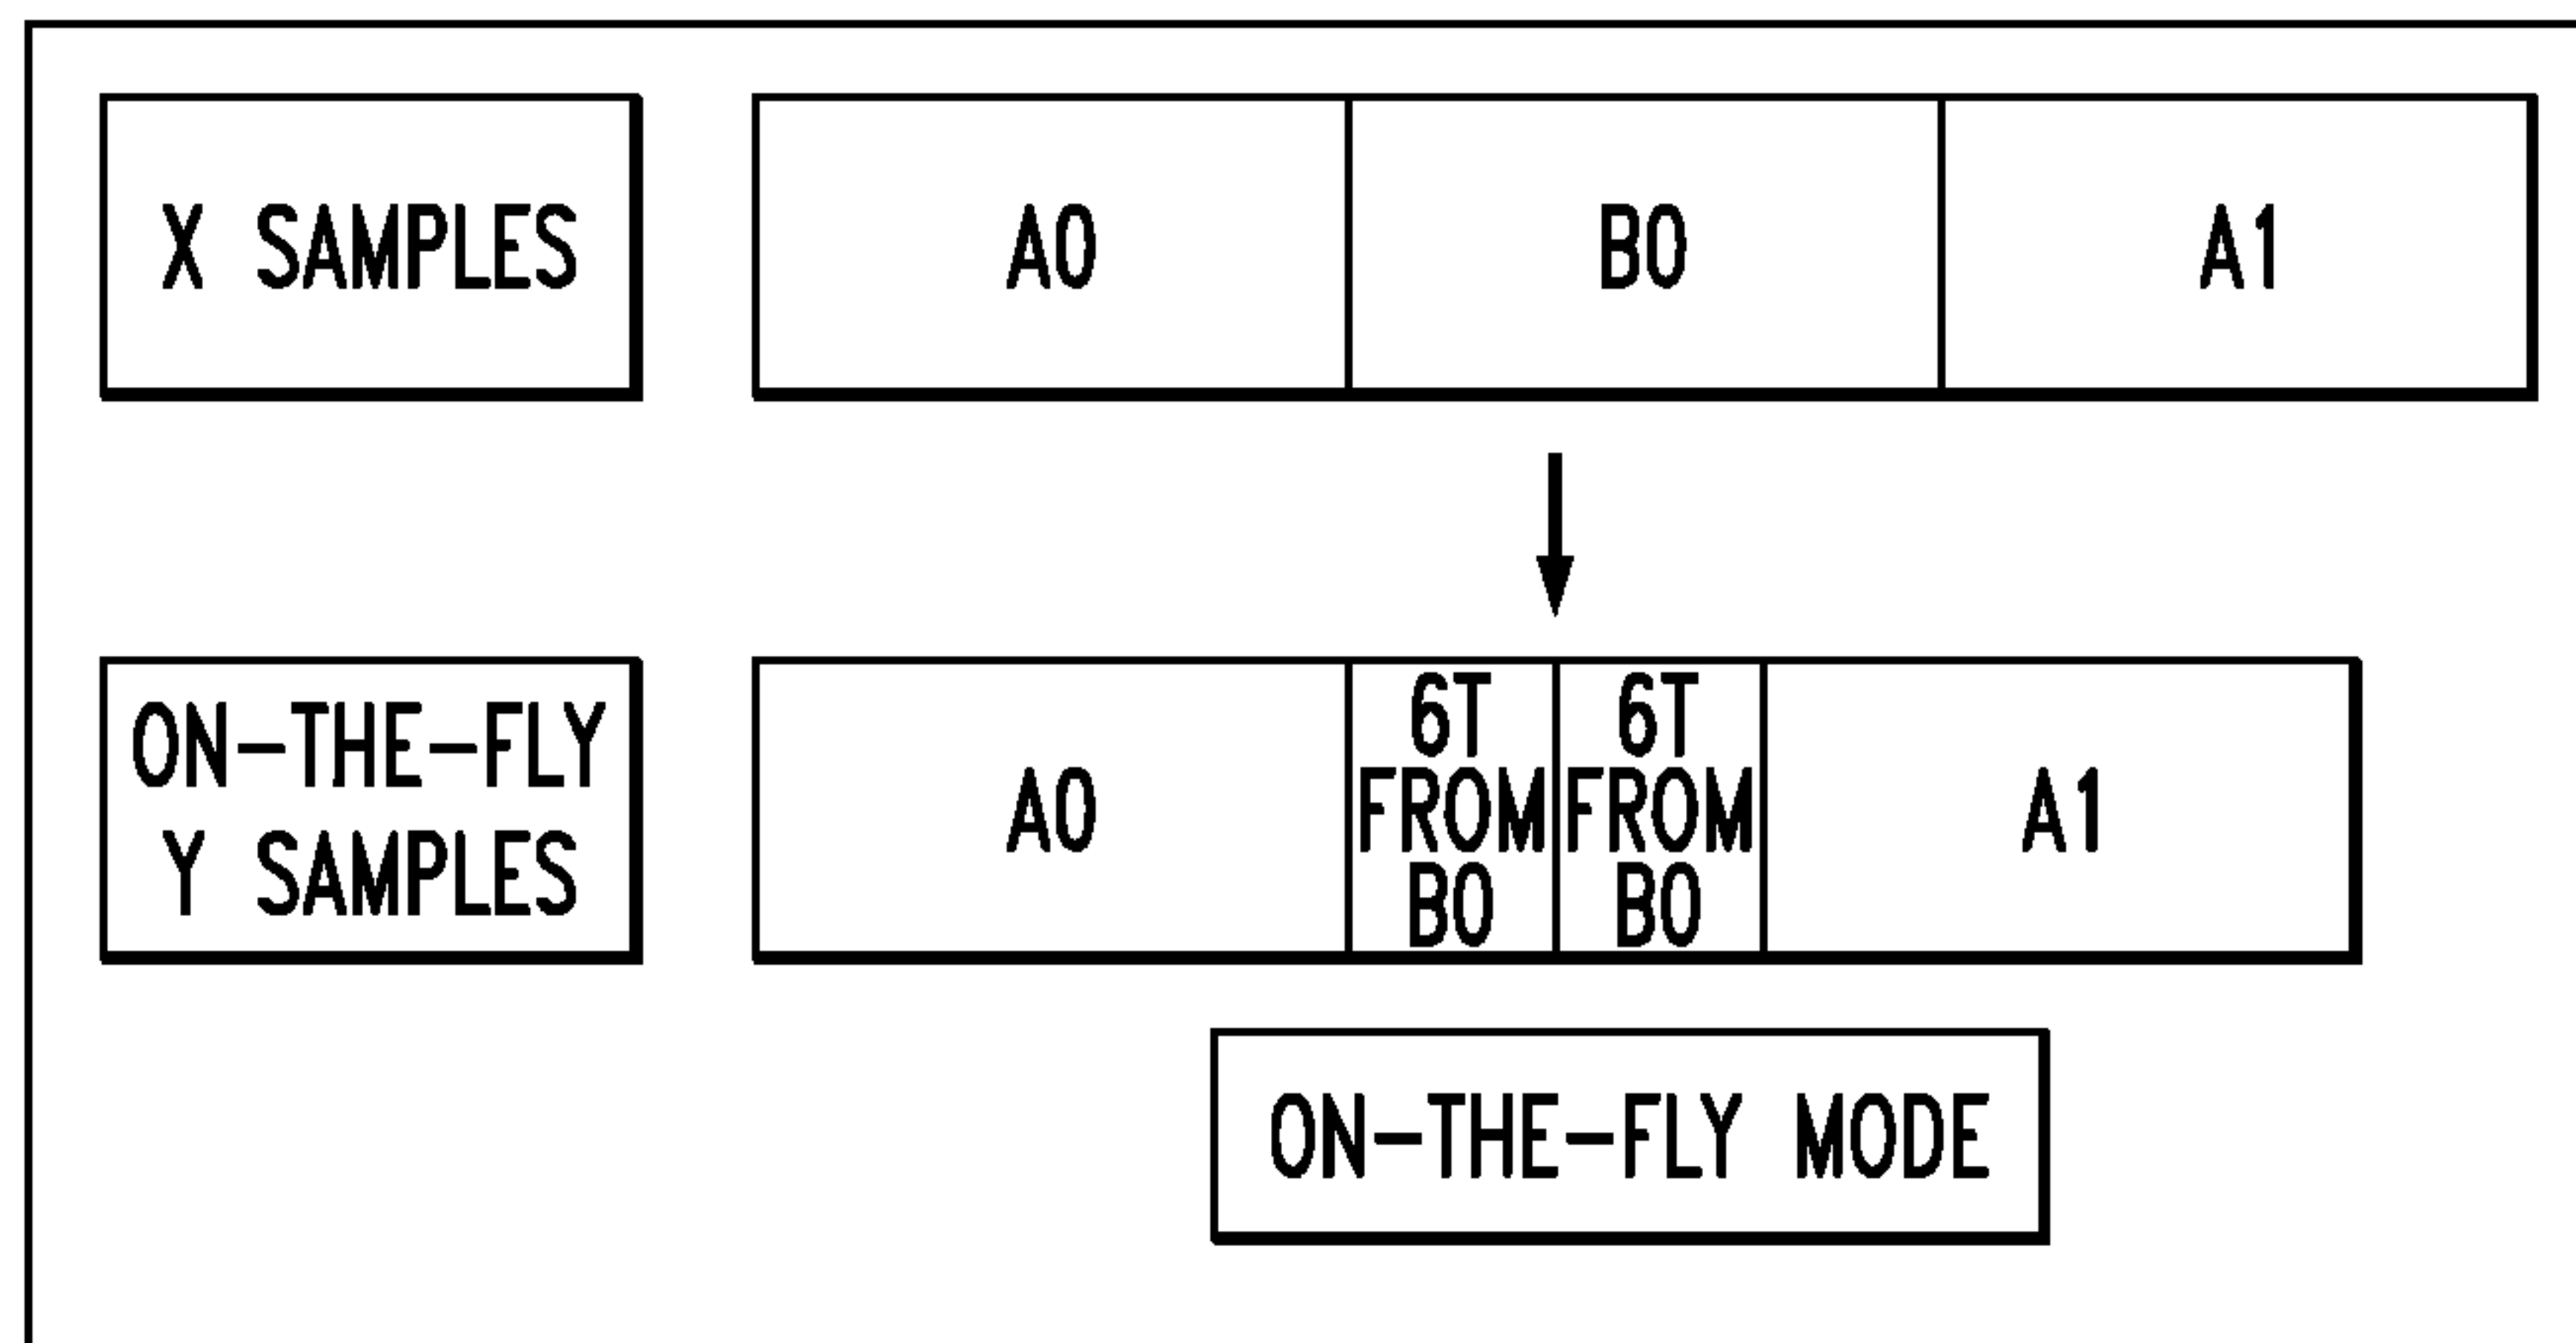 X SAMPLES
A0
B0
A1
ON-THE-FLY
Y SAMPLES
A0
6T
FROM
B0
6T
FROM
B0
A1
ON-THE-FLY MODE